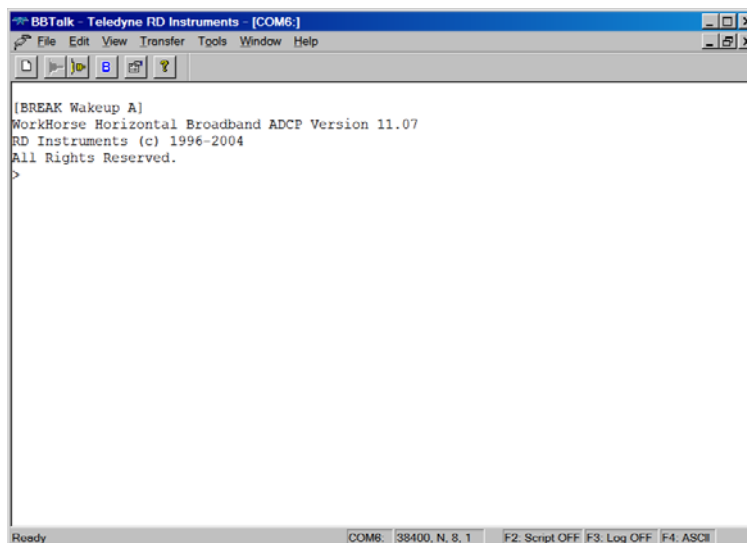 BBTalk - Teledyne RD Instruments - [COM6:]
File Edit View Transfer Tools Window Help
B ?
[BREAK Wakeup A]
WorkHorse Horizontal Broadband ADCP Version 11.07
RD Instruments (c) 1996-2004
All Rights Reserved.
>
Ready COM6: 38400, N, 8, 1 F2: Script OFF F3: Log OFF F4: ASCII